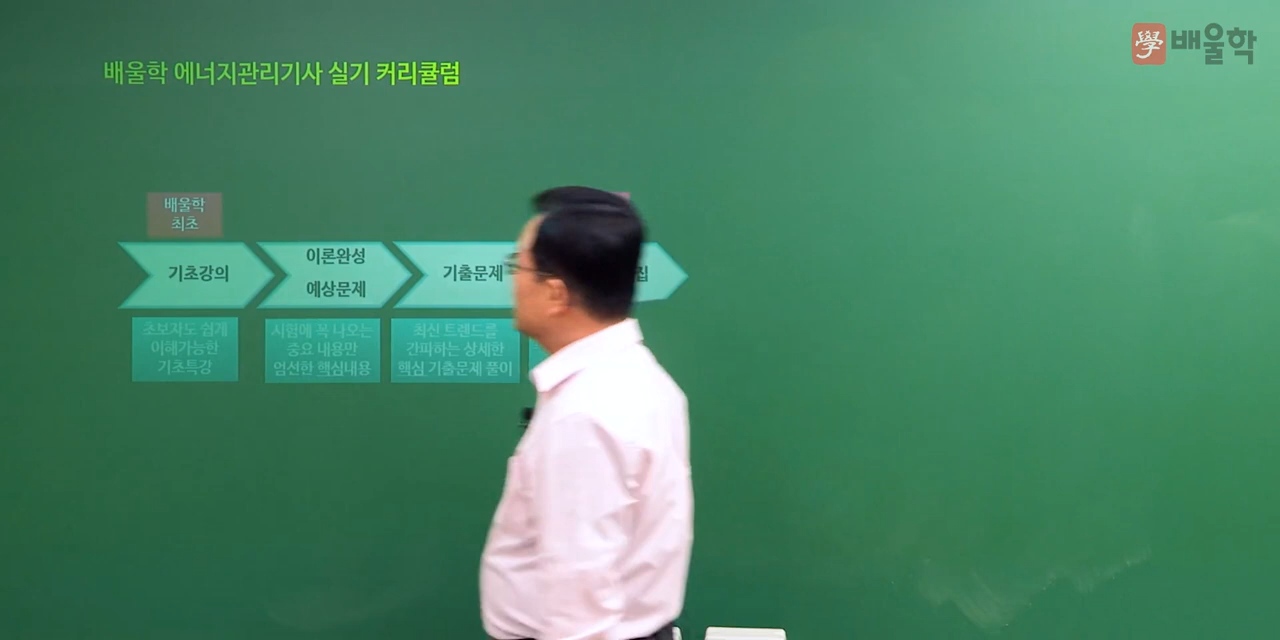 學 배울학
배울학 에너지관리기사 실기 커리큘럼
배울학
최초
기초강의
이론완성
예상문제
기출문제
집
초보자도 쉽게
이해가능한
기초특강
시험에 꼭 나오는
중요 내용만
엄선한 핵심내용
최신 트렌드를
간파하는 상세한
핵심 기출문제 풀이